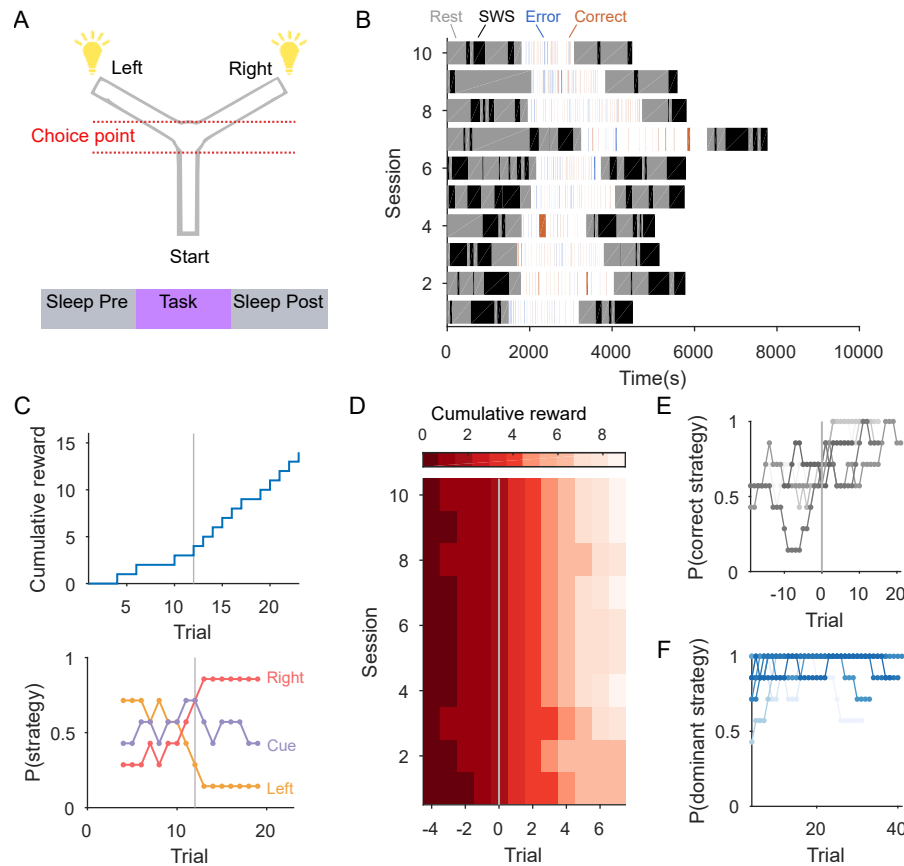 A
Left
Right
Choice point
Start
Sleep Pre
Task
Sleep Post
B
Rest
SWS
Error
Correct
10
8
6
4
2
Session
0
2000
4000
6000
8000
10000
Time(s)
C
Cumulative reward
15
10
5
0
5
10
15
20
Trial
P(strategy)
1
0.5
0
Right
Cue
Left
0
10
20
Trial
D
Cumulative reward
0
2
4
6
8
10
8
6
4
2
Session
-4
-2
0
2
4
6
Trial
E
P(correct strategy)
1
0.5
0
-10
0
10
20
Trial
F
P(dominant strategy)
1
0.5
0
20
40
Trial